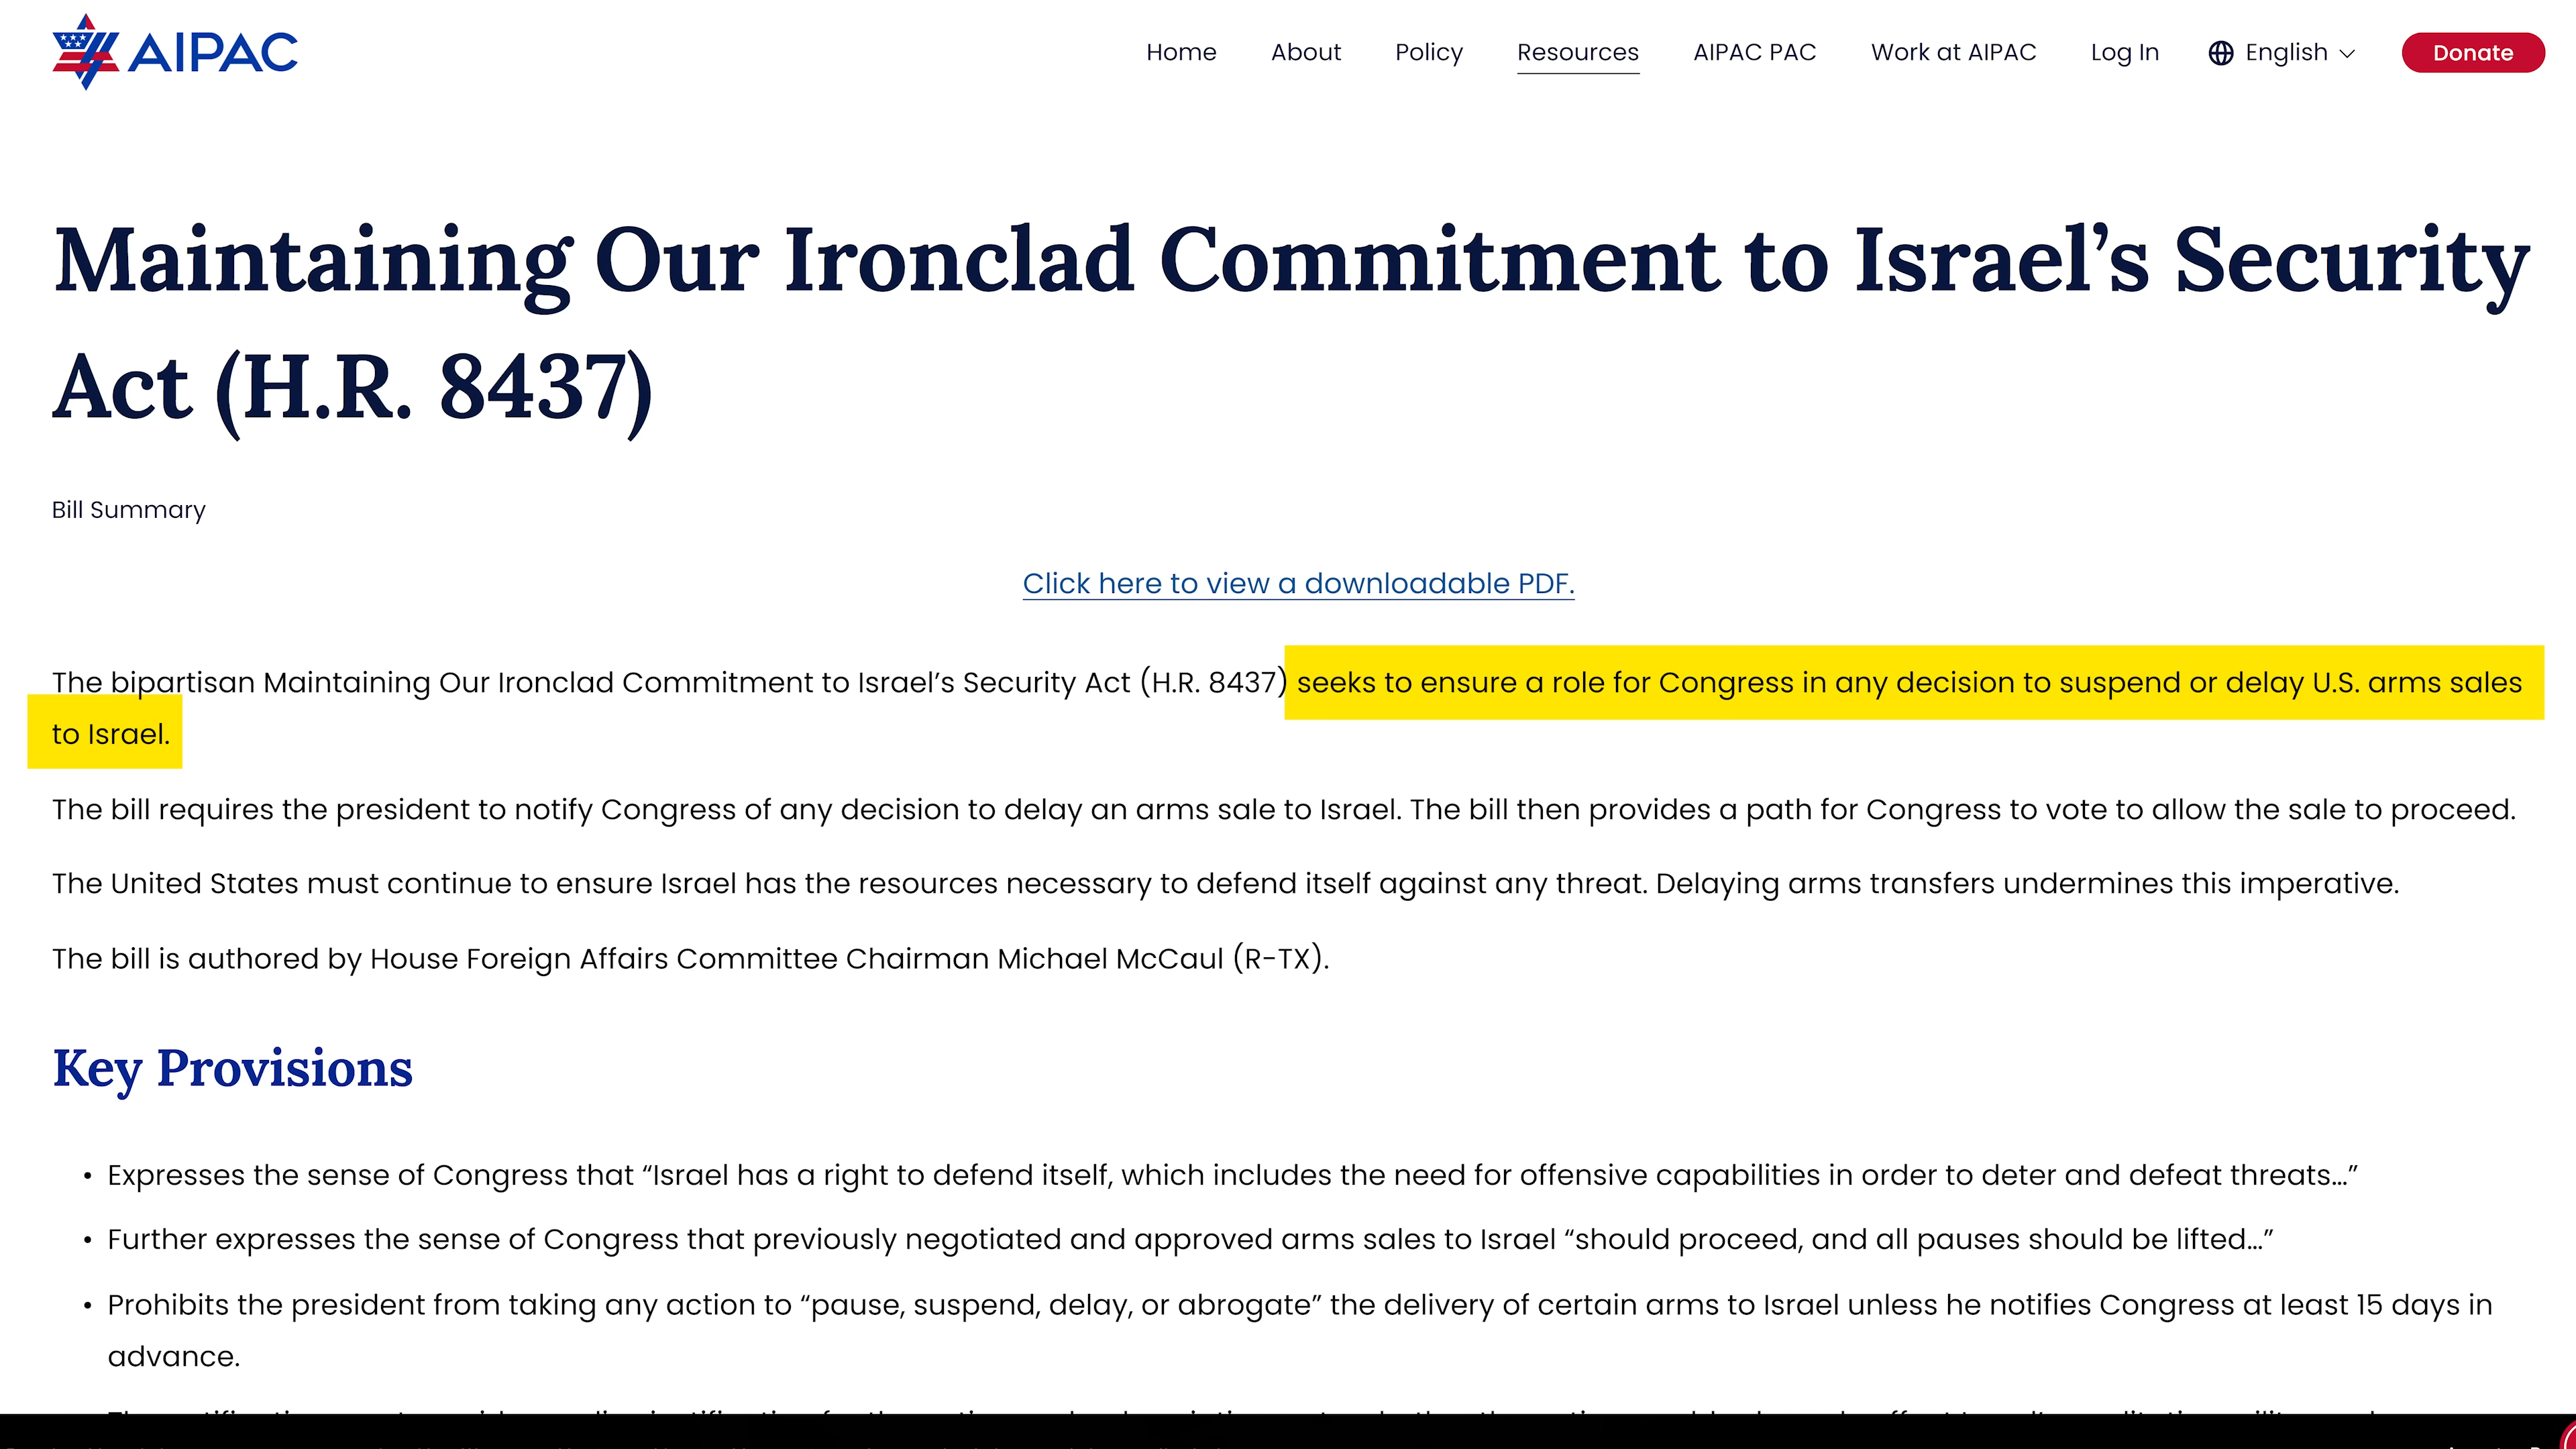 AIPAC
Home About Policy Resources AIPAC PAC Work at AIPAC Log In English Donate
Maintaining Our Ironclad Commitment to Israel’s Security
Act (H.R. 8437)
Bill Summary
Click here to view a downloadable PDF.
The bipartisan Maintaining Our Ironclad Commitment to Israel’s Security Act (H.R. 8437) seeks to ensure a role for Congress in any decision to suspend or delay U.S. arms sales
to Israel.
The bill requires the president to notify Congress of any decision to delay an arms sale to Israel. The bill then provides a path for Congress to vote to allow the sale to proceed.
The United States must continue to ensure Israel has the resources necessary to defend itself against any threat. Delaying arms transfers undermines this imperative.
The bill is authored by House Foreign Affairs Committee Chairman Michael McCaul (R-TX).
Key Provisions
• Expresses the sense of Congress that “Israel has a right to defend itself, which includes the need for offensive capabilities in order to deter and defeat threats…”
• Further expresses the sense of Congress that previously negotiated and approved arms sales to Israel “should proceed, and all pauses should be lifted…”
• Prohibits the president from taking any action to “pause, suspend, delay, or abrogate” the delivery of certain arms to Israel unless he notifies Congress at least 15 days in
advance.